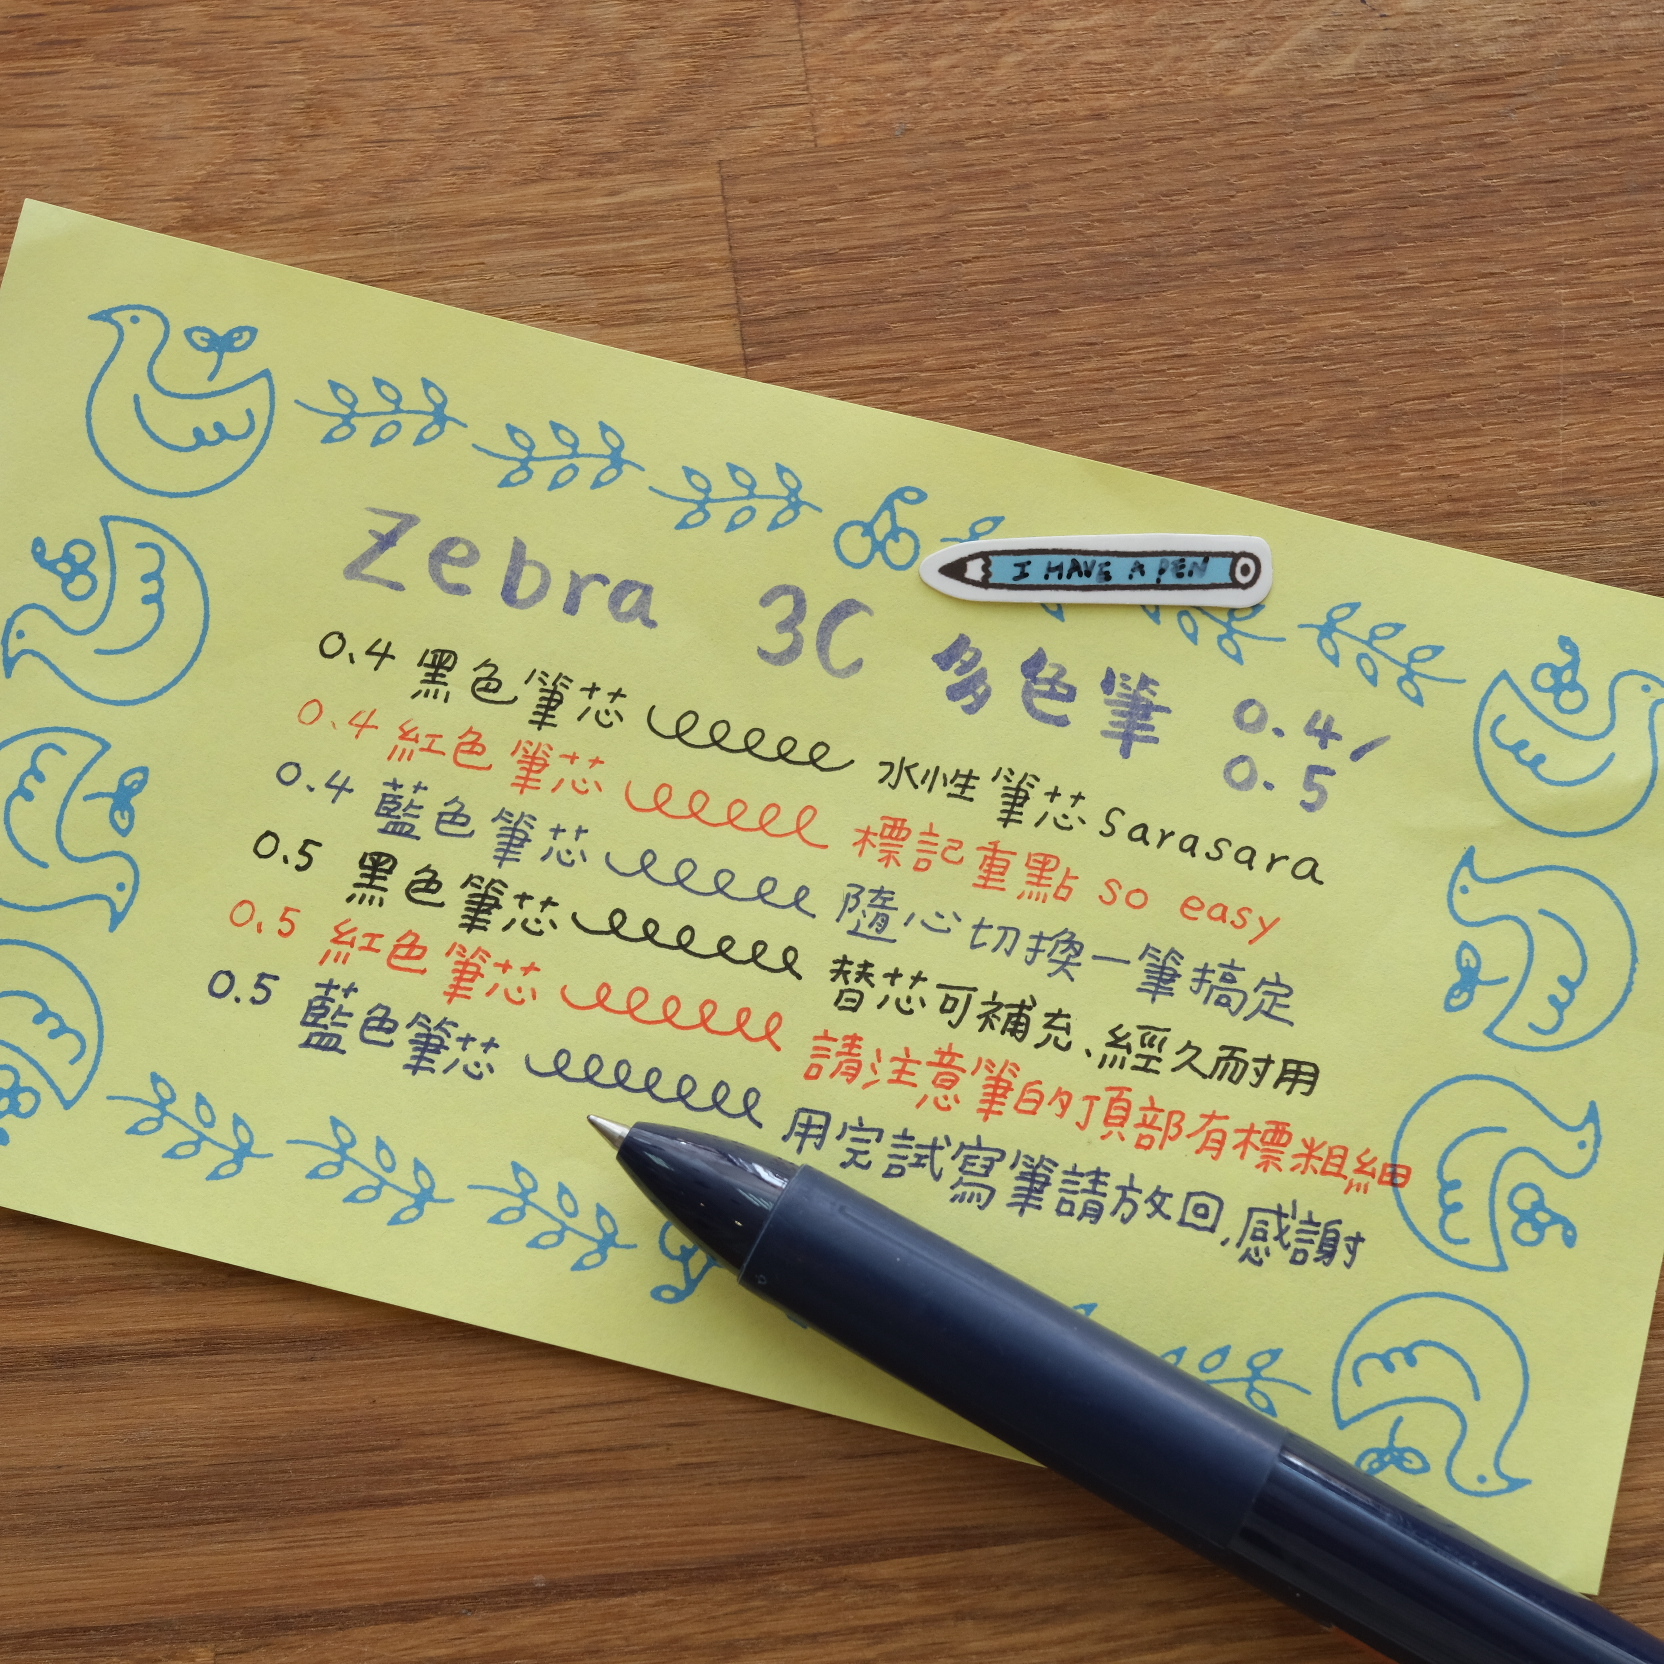 I HAVE A PEN
Zebra 3C 多色筆 0.4/
0.5
0.4 黑色筆芯 水性筆芯 Sarasara
0.4 紅色筆芯 標記重點 so easy
0.4 藍色筆芯 隨心切換一筆搞定
0.5 黑色筆芯 替芯可補充、經久耐用
0.5 紅色筆芯 請注意筆的頂部有標粗細
0.5 藍色筆芯 用完試寫筆請放回,感謝